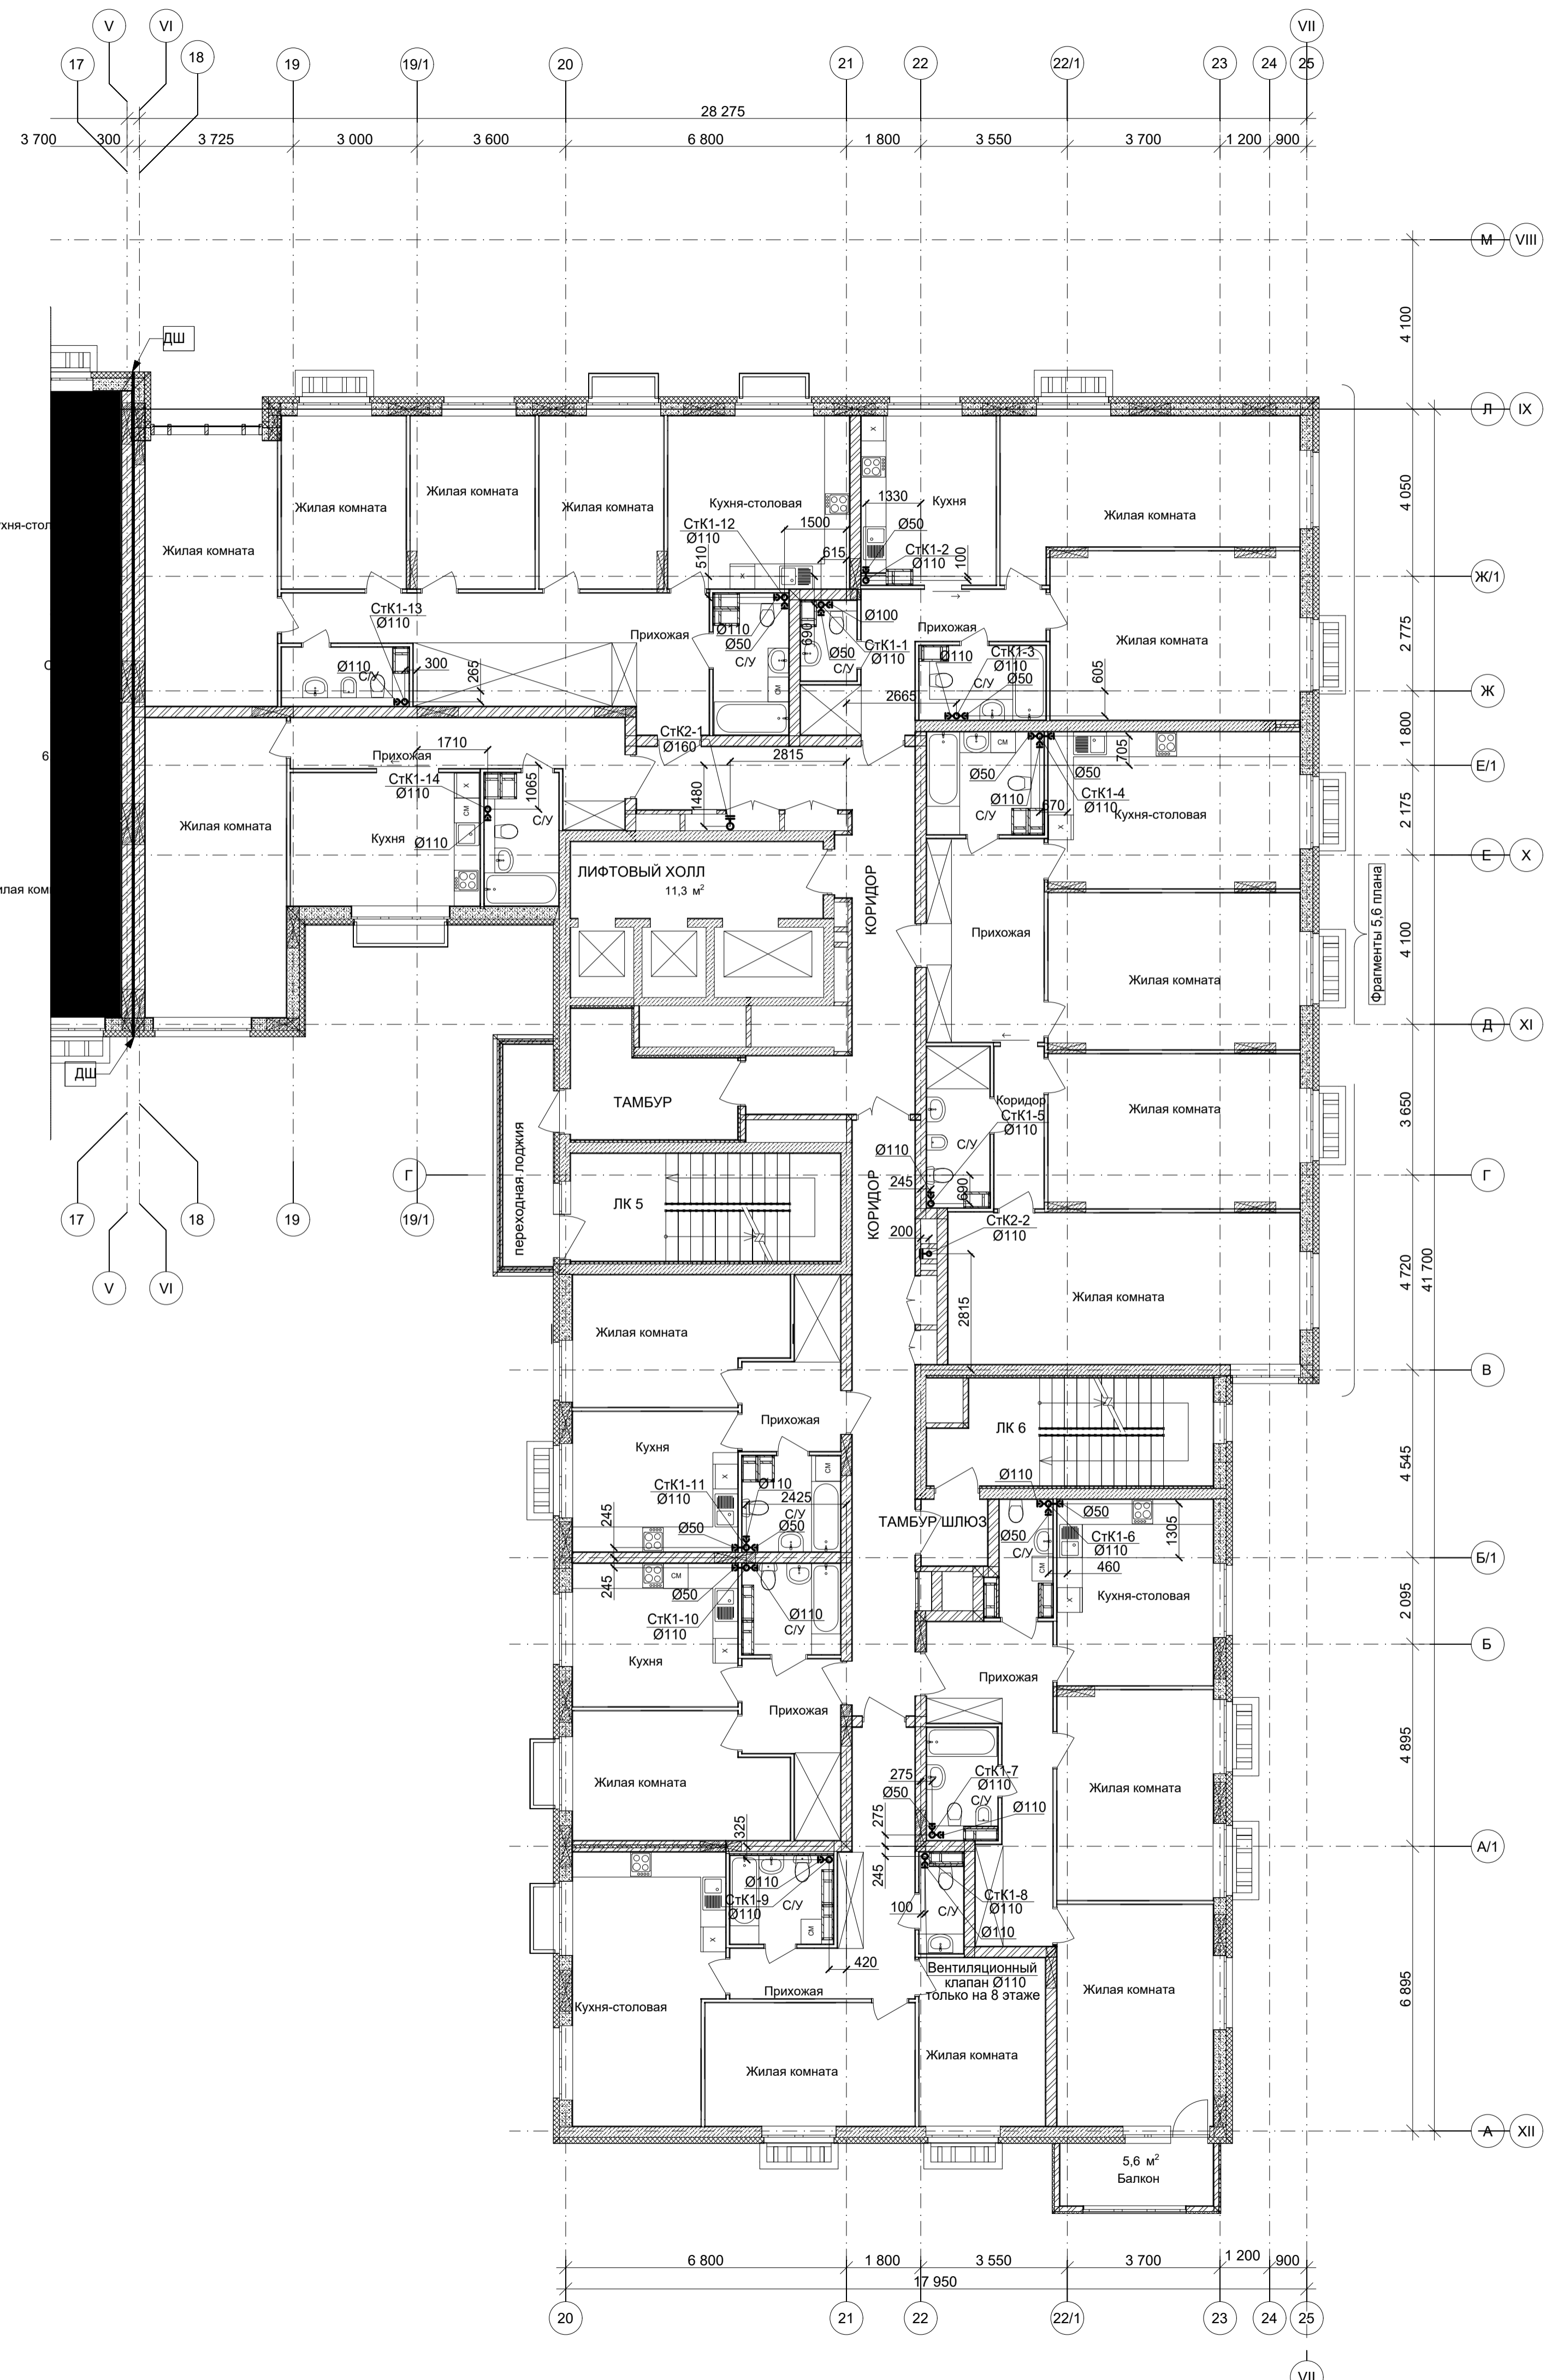 V
VI
VII
17
18
19
19/1
20
21
22
22/1
23
24
25
28 275
3 700
300
3 725
3 000
3 600
6 800
1 800
3 550
3 700
1 200
900
М
VIII
4 100
ДШ
Л
IX
Жилая комната
Жилая комната
Жилая комната
Жилая комната
Кухня-столовая
СтК1-12
Ø110
1500
510
615
Х
Х
1330
Кухня
Ø50
СтК1-2
Ø110
100
Жилая комната
4 050
Ж/1
СтК1-13
Ø110
Ø110
С/У
300
265
Прихожая
Ø110
Ø50
С/У
СМ
690
Ø50
С/У
Ø100
СтК1-1
Ø110
Прихожая
Ø110
СтК1-3
Ø110
Ø50
С/У
2665
605
Жилая комната
2 775
Ж
1 800
Прихожая
1710
СтК1-14
Ø110
Х
СМ
1065
С/У
Кухня
Ø110
Жилая комната
СтК2-1
Ø160
2815
1480
СМ
Ø50
Ø110
С/У
670
Х
Ø50
СтК1-4
Ø110
705
Кухня-столовая
Е/1
2 175
Е
X
ЛИФТОВЫЙ ХОЛЛ
11,3 м²
КОРИДОР
Прихожая
Жилая комната
4 100
Фрагменты 5,6 плана
Д
XI
ДШ
ТАМБУР
переходная лоджия
ЛК 5
КОРИДОР
Коридор
СтК1-5
Ø110
С/У
Ø110
245
690
Жилая комната
3 650
Г
Г
17
18
19
19/1
V
VI
200
СтК2-2
Ø110
2815
Жилая комната
4 720
41 700
В
Жилая комната
Прихожая
Кухня
Х
СтК1-11
Ø110
Ø110
СМ
2425
С/У
245
Ø50
Ø50
ЛК 6
ТАМБУР ШЛЮЗ
Ø110
Ø50
СтК1-6
Ø110
Ø50
С/У
СМ
460
1305
Х
Кухня-столовая
4 545
Б/1
245
СМ
Ø50
СтК1-10
Ø110
Ø110
С/У
Х
Кухня
2 095
Б
Прихожая
Прихожая
Жилая комната
275
СтК1-7
Ø110
Ø50
С/У
Ø110
275
Жилая комната
4 895
А/1
325
245
Ø110
СтК1-9
Ø110
С/У
СМ
Х
100
СтК1-8
Ø110
С/У
Ø110
420
Прихожая
Вентиляционный
клапан Ø110
только на 8 этаже
Кухня-столовая
Жилая комната
Жилая комната
Жилая комната
6 895
А
XII
5,6 м²
Балкон
6 800
1 800
3 550
3 700
1 200
900
17 950
20
21
22
22/1
23
24
25
VII